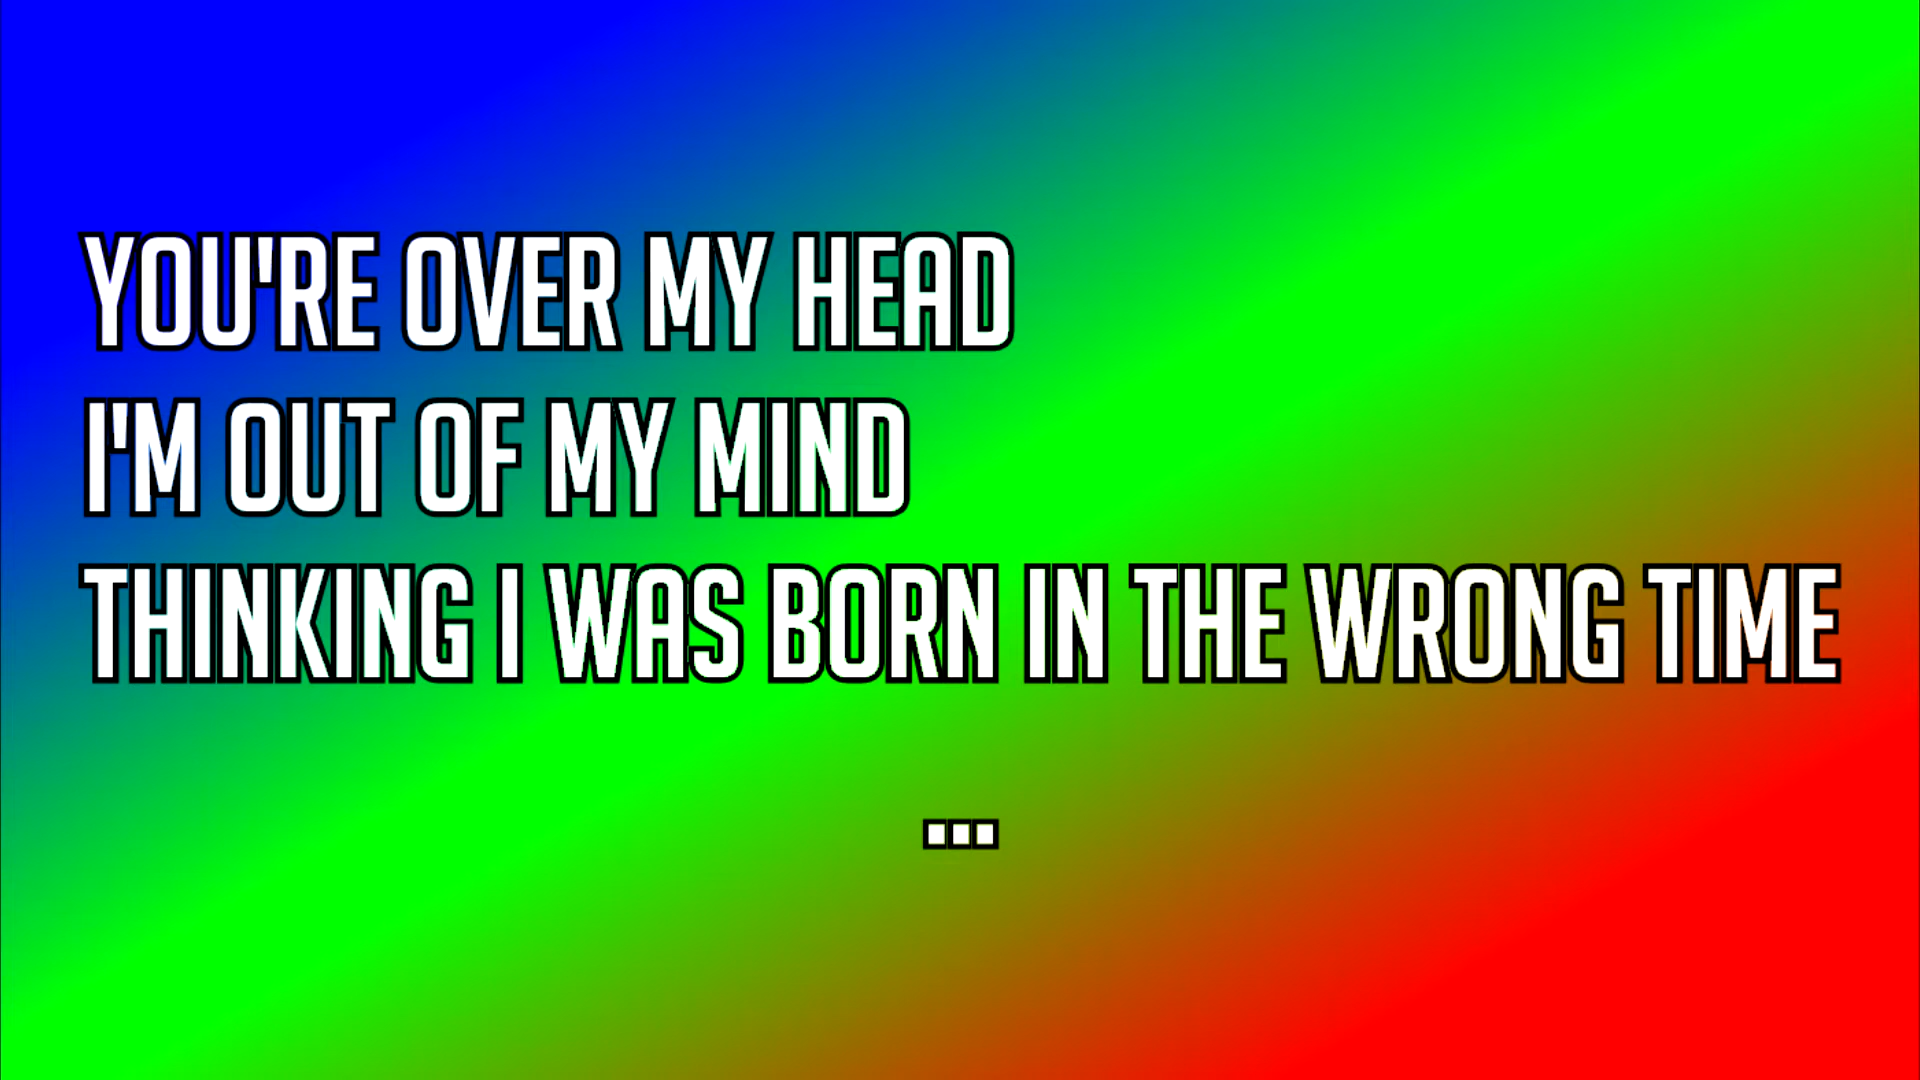 YOU'RE OVER MY HEAD
I'M OUT OF MY MIND
THINKING I WAS BORN IN THE WRONG TIME
...